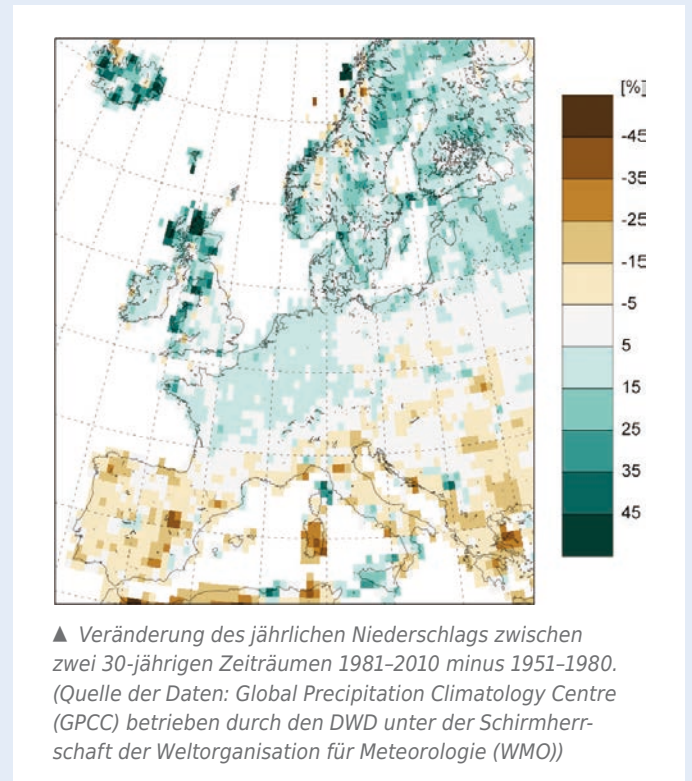 [%]
-45
-35
-25
-15
-5
5
15
25
35
45
▲ Veränderung des jährlichen Niederschlags zwischen
zwei 30-jährigen Zeiträumen 1981–2010 minus 1951–1980.
(Quelle der Daten: Global Precipitation Climatology Centre
(GPCC) betrieben durch den DWD unter der Schirmherr-
schaft der Weltorganisation für Meteorologie (WMO))